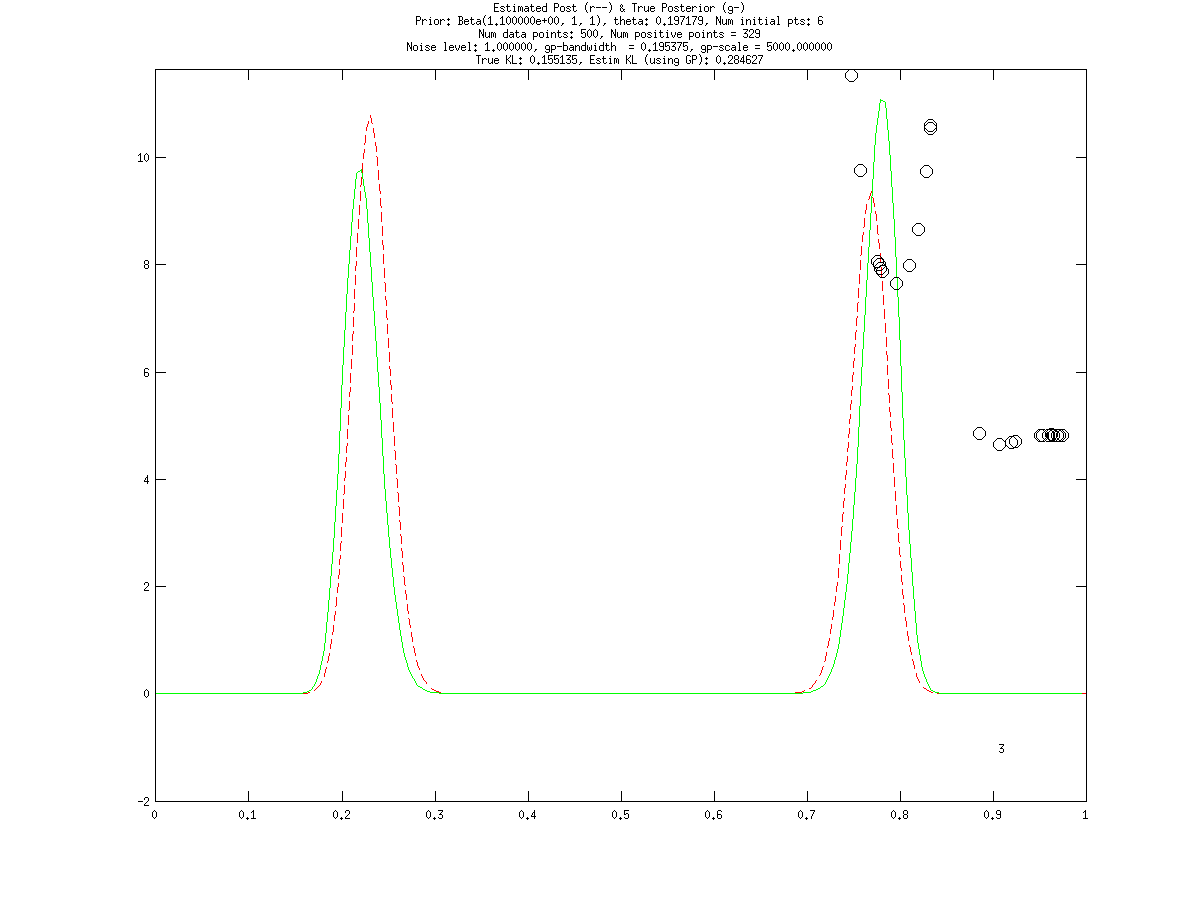 Estimated Post (r--) & True Posterior (g-)
Prior: Beta(1.100000e+00, 1, 1), theta: 0.197179, Num initial pts: 6
Num data points: 500, Num positive points = 329
Noise level: 1.000000, gp-bandwidth  = 0.195375, gp-scale = 5000.000000
True KL: 0.155135, Estim KL (using GP): 0.284627
10
8
6
4
2
0
3
-2
0 0.1 0.2 0.3 0.4 0.5 0.6 0.7 0.8 0.9 1